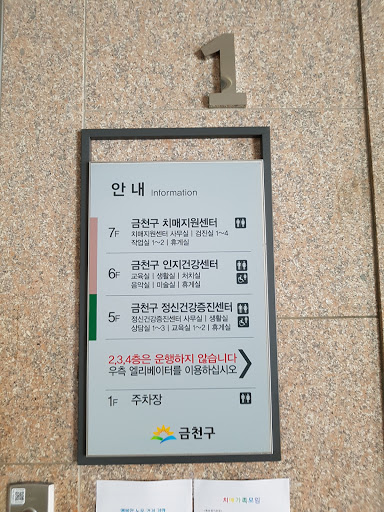 1
안내 Information
7F 금천구 치매지원센터
치매지원센터 사무실 | 검진실 1~4
작업실 1~2 | 휴게실
6F 금천구 인지건강센터
교육실 | 생활실 | 처치실
음악실 | 미술실 | 휴게실
5F 금천구 정신건강증진센터
정신건강증진센터 사무실 | 생활실
상담실 1~3 | 교육실 1~2 | 휴게실
2,3,4층은 운행하지 않습니다
우측 엘리베이터를 이용하십시오
1F 주차장
금천구
치매가족모임